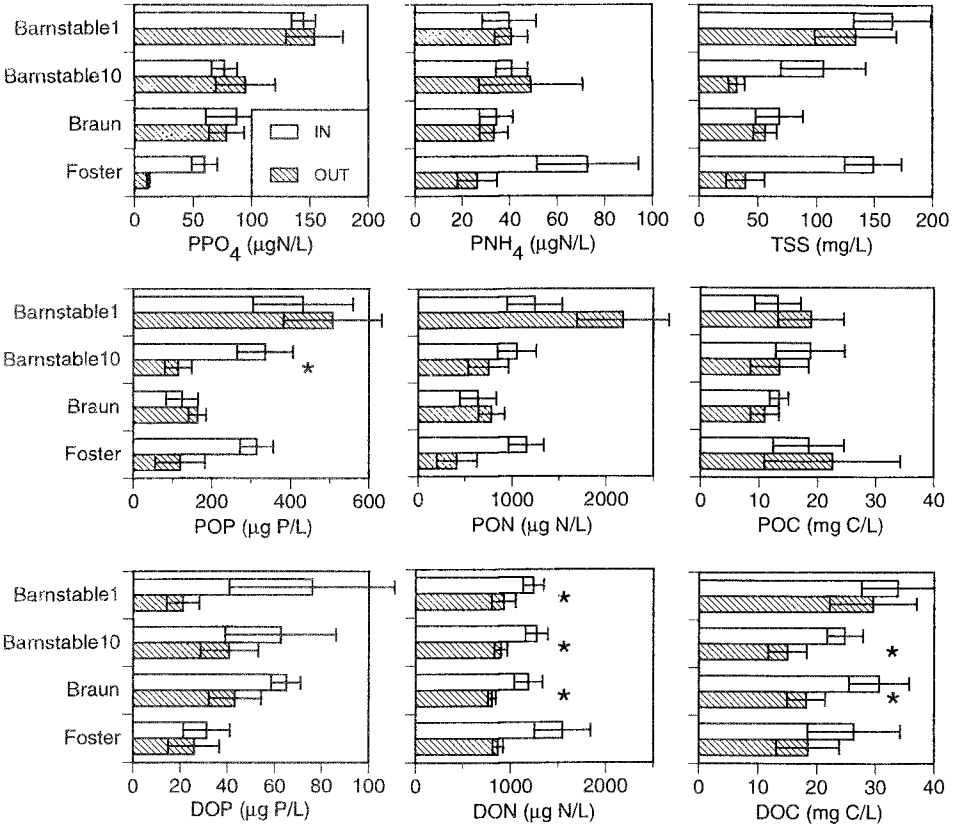 Barnstable1
Barnstable10
Braun
Foster
IN
OUT
0 50 100 150 200
PPO4 (µgN/L)
0 20 40 60 80 100
PNH4 (µgN/L)
0 50 100 150 200
TSS (mg/L)
Barnstable1
Barnstable10
*
Braun
Foster
0 200 400 600
POP (µg P/L)
0 1000 2000
PON (µg N/L)
0 10 20 30 40
POC (mg C/L)
Barnstable1
*
Barnstable10
* *
Braun
* *
Foster
0 20 40 60 80 100
DOP (µg P/L)
0 1000 2000
DON (µg N/L)
0 10 20 30 40
DOC (mg C/L)